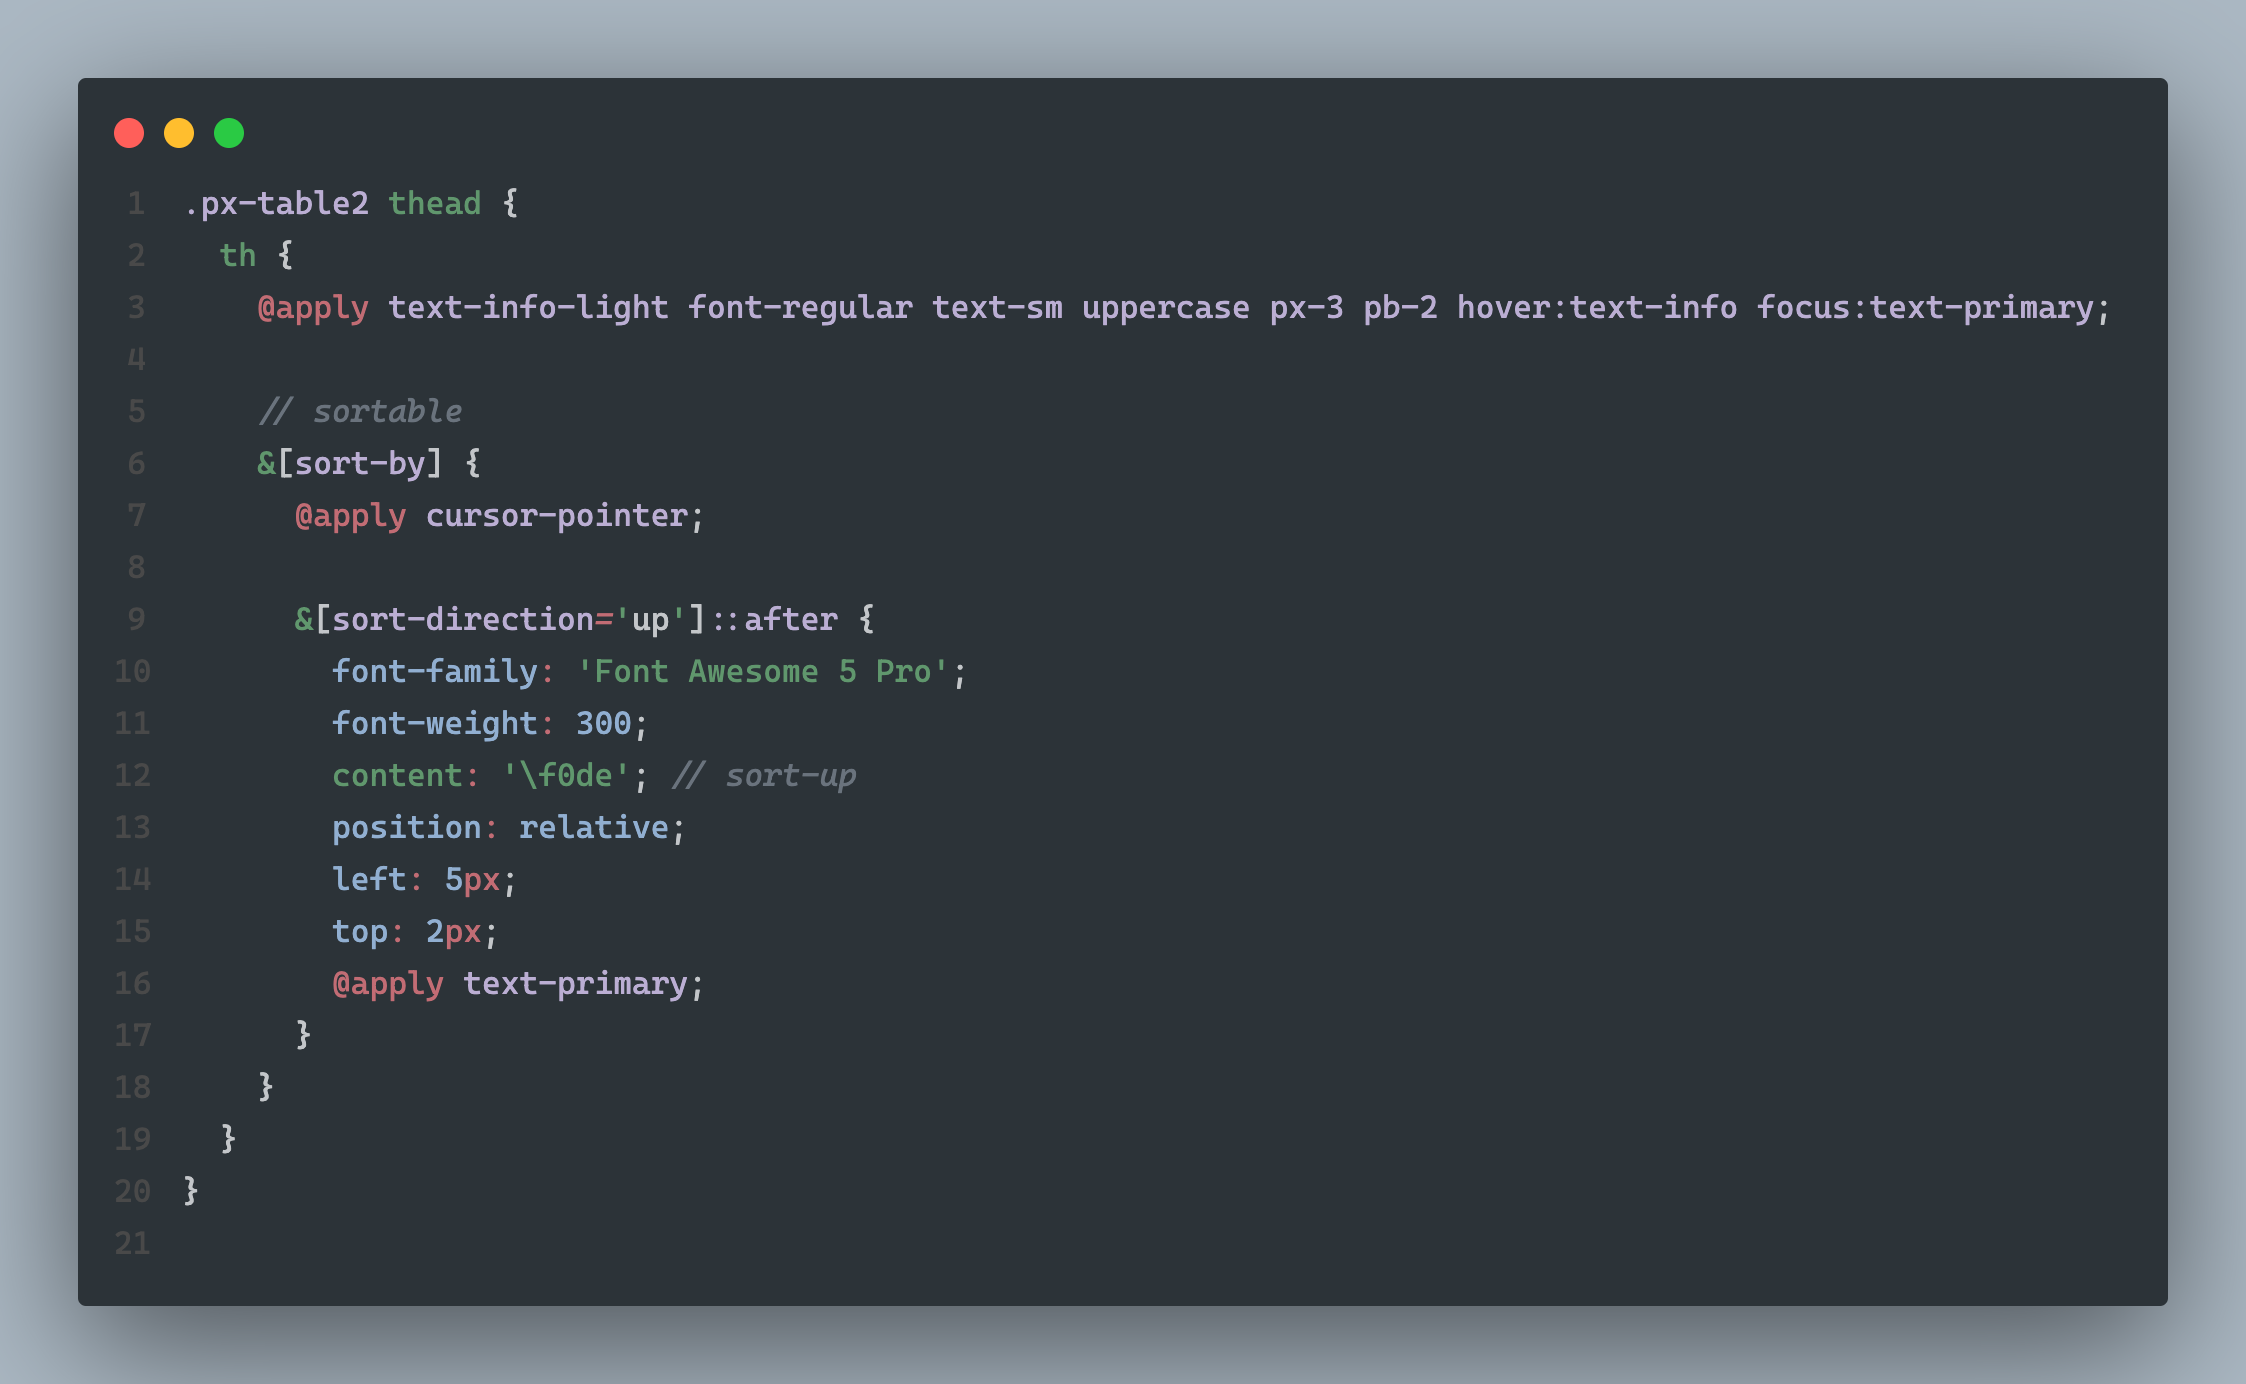 1 .px-table2 thead {
2   th {
3     @apply text-info-light font-regular text-sm uppercase px-3 pb-2 hover:text-info focus:text-primary;
4
5     // sortable
6     &[sort-by] {
7       @apply cursor-pointer;
8
9       &[sort-direction='up']::after {
10         font-family: 'Font Awesome 5 Pro';
11         font-weight: 300;
12         content: '\f0de'; // sort-up
13         position: relative;
14         left: 5px;
15         top: 2px;
16         @apply text-primary;
17       }
18     }
19   }
20 }
21